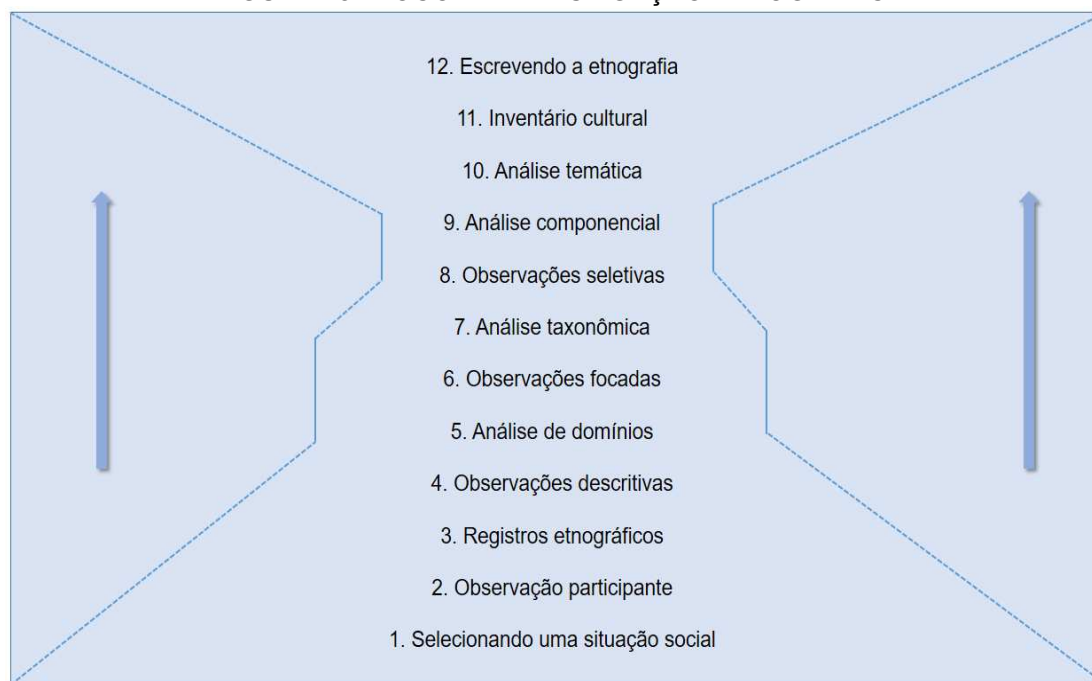 12. Escrevendo a etnografia
11. Inventário cultural
10. Análise temática
9. Análise componencial
8. Observações seletivas
7. Análise taxonômica
6. Observações focadas
5. Análise de domínios
4. Observações descritivas
3. Registros etnográficos
2. Observação participante
1. Selecionando uma situação social